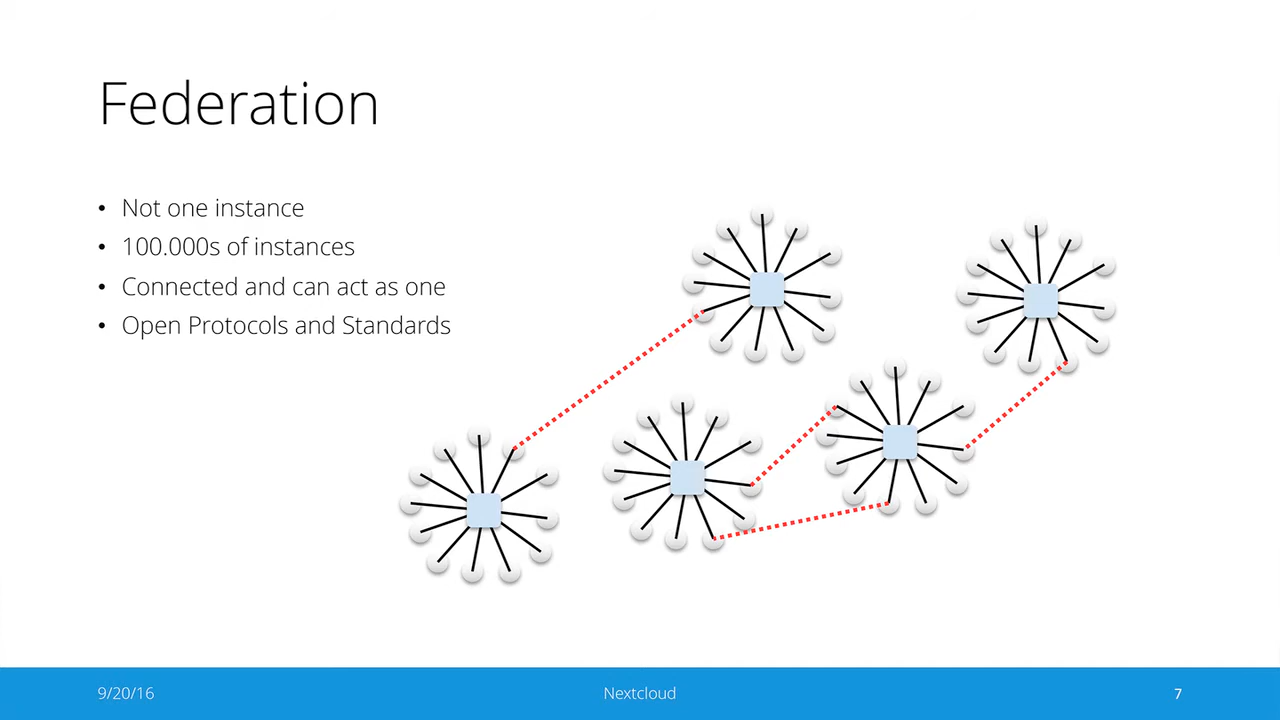 Federation
• Not one instance
• 100.000s of instances
• Connected and can act as one
• Open Protocols and Standards
9/20/16
Nextcloud
7